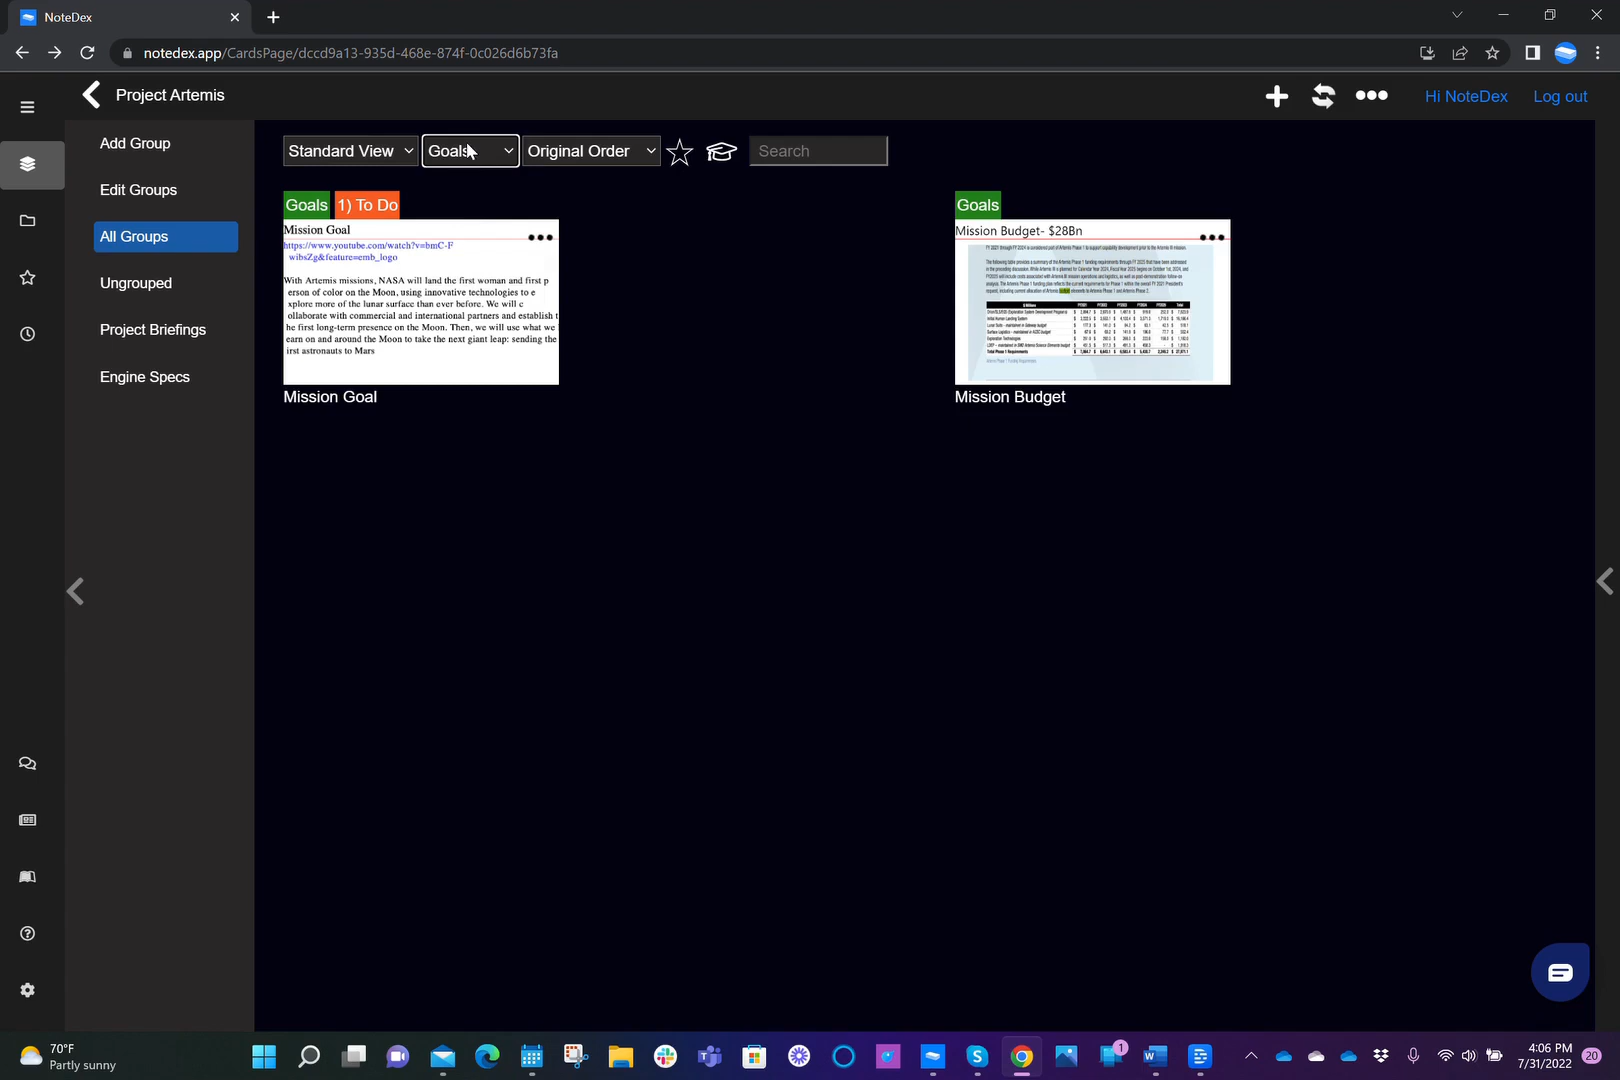 NoteDex
notedex.app/CardsPage/dccd9a13-935d-468e-874f-0c026d6b73fa
Project Artemis
Hi NoteDex
Log out
Add Group
Edit Groups
All Groups
Ungrouped
Project Briefings
Engine Specs
Standard View
Goals
Original Order
Search
Goals
1) To Do
Mission Goal
https://www.youtube.com/watch?v=bmC-F
wibsZg&feature=emb_logo
With Artemis missions, NASA will land the first woman and first p
erson of color on the Moon, using innovative technologies to e
xplore more of the lunar surface than ever before. We will c
ollaborate with commercial and international partners and establish t
he first long-term presence on the Moon. Then, we will use what we l
earn on and around the Moon to take the next giant leap: sending the
irst astronauts to Mars
Mission Goal
Goals
Mission Budget- $28Bn
Mission Budget
70°F
Partly sunny
1
4:06 PM
7/31/2022
20